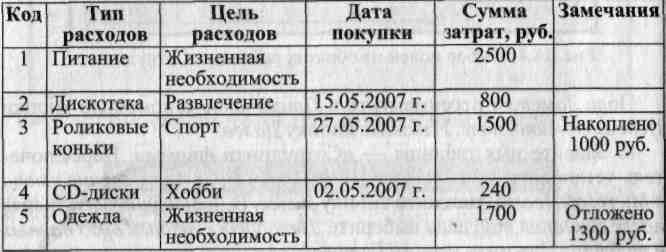 Код Тип расходов Цель расходов Дата покупки Сумма затрат, руб. Замечания
1 Питание Жизненная необходимость 2500
2 Дискотека Развлечение 15.05.2007 г. 800
3 Роликовые коньки Спорт 27.05.2007 г. 1500 Накоплено 1000 руб.
4 CD-диски Хобби 02.05.2007 г. 240
5 Одежда Жизненная необходимость 1700 Отложено 1300 руб.